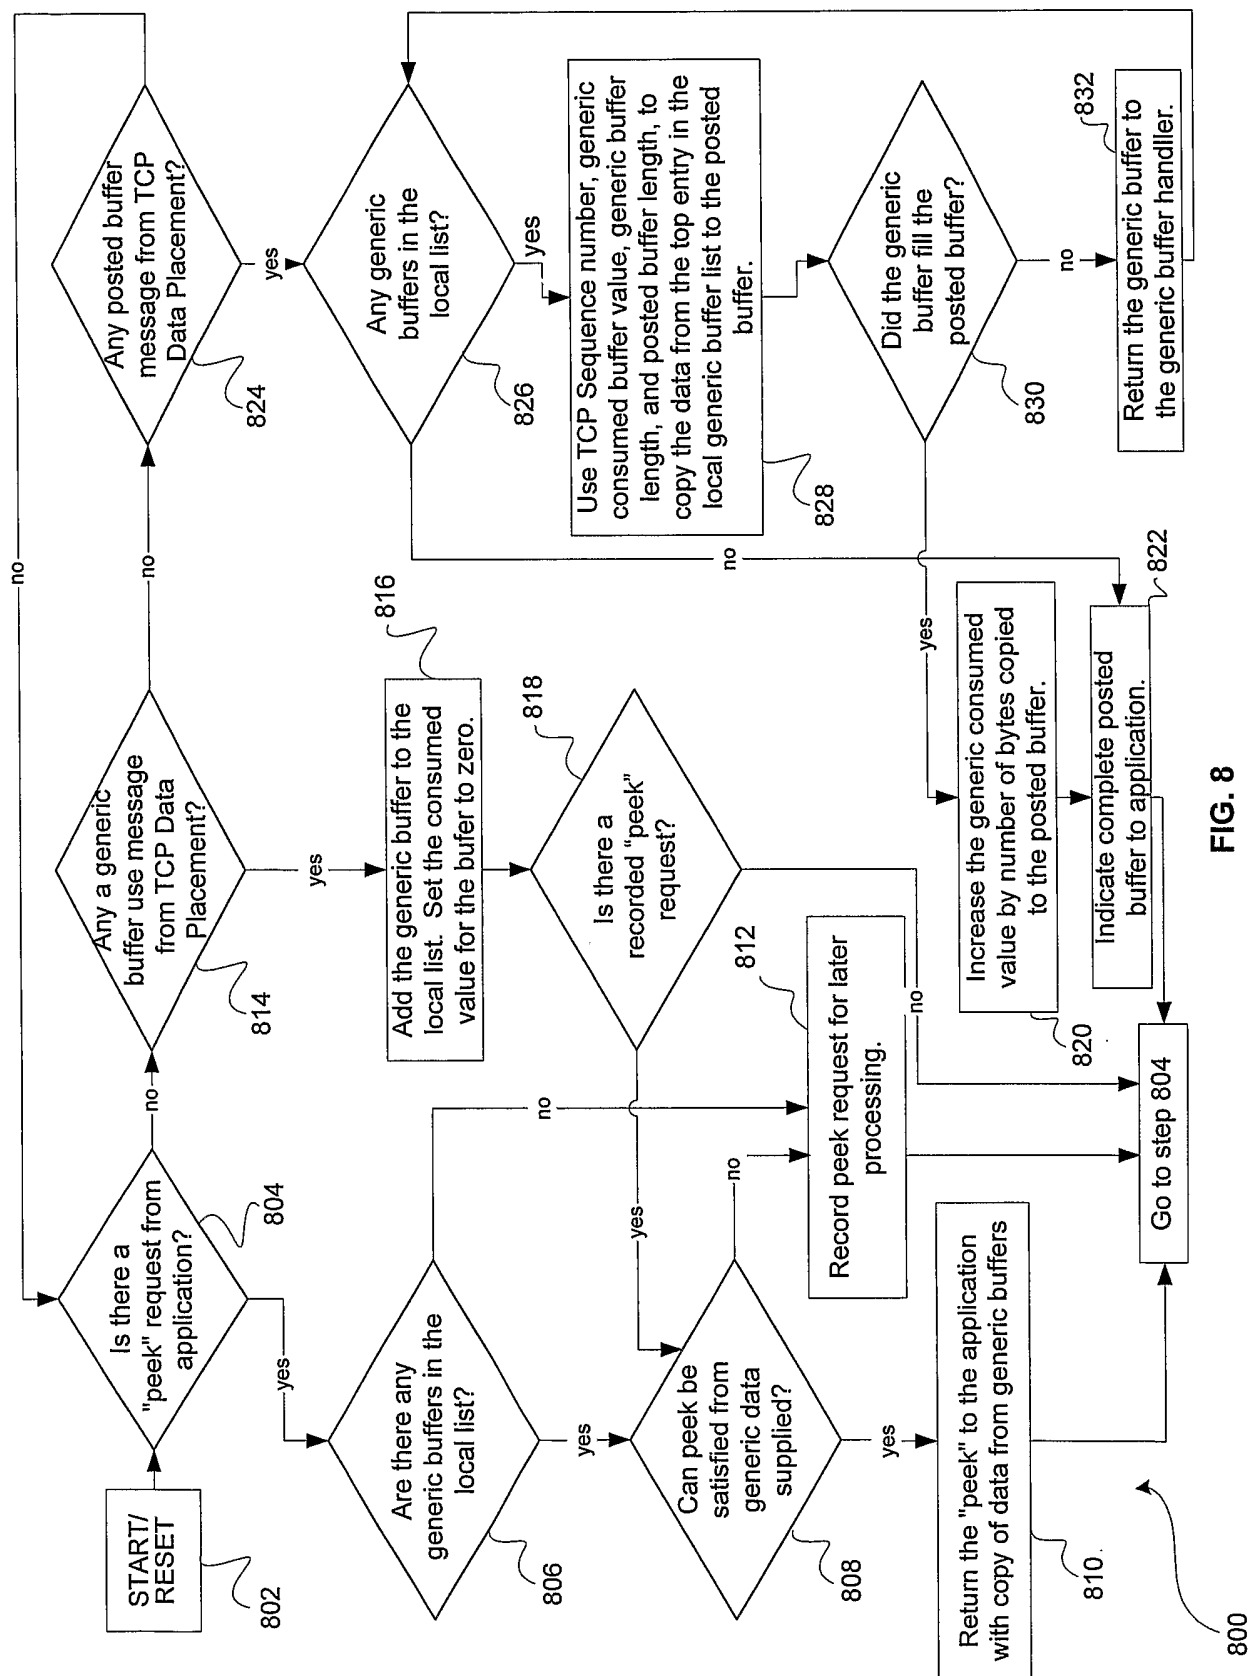 START/
RESET
802
Is there a
"peek" request from
application?
804
no
yes
Are there any
generic buffers in the
local list?
806
no
yes
Can peek be
satisfied from
generic data
supplied?
808
no
yes
Return the "peek" to the application
with copy of data from generic buffers
810
Record peek request for later
processing.
812
Any a generic
buffer use message
from TCP Data
Placement?
814
no
yes
Add the generic buffer to the
local list. Set the consumed
value for the bufer to zero.
816
Is there a
recorded "peek"
request?
818
yes
no
Go to step 804
Any posted buffer
message from TCP
Data Placement?
824
no
yes
Any generic
buffers in the
local list?
826
no
yes
Use TCP Sequence number, generic
consumed buffer value, generic buffer
length, and posted buffer length, to
copy the data from the top entry in the
local generic buffer list to the posted
buffer.
828
Did the generic
buffer fill the
posted buffer?
830
yes
no
Return the generic buffer to
the generic buffer handller.
832
Increase the generic consumed
value by number of bytes copied
to the posted buffer.
820
Indicate complete posted
buffer to application.
822
800
FIG. 8